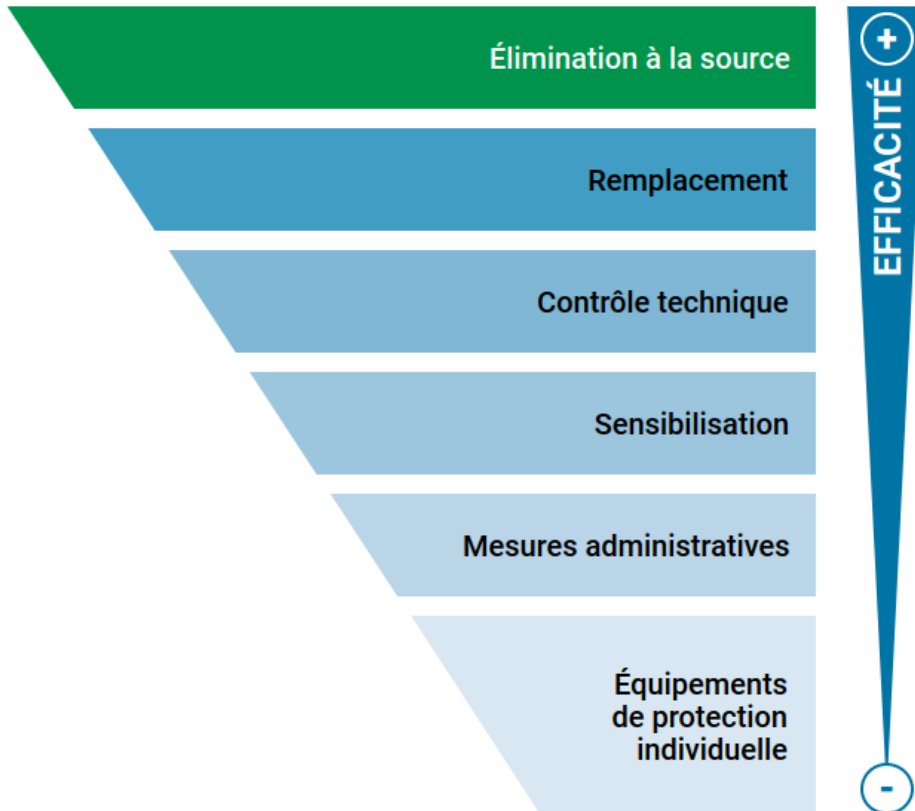 Élimination à la source
+
EFFICACITÉ
Remplacement
Contrôle technique
Sensibilisation
Mesures administratives
Équipements
de protection
individuelle
-